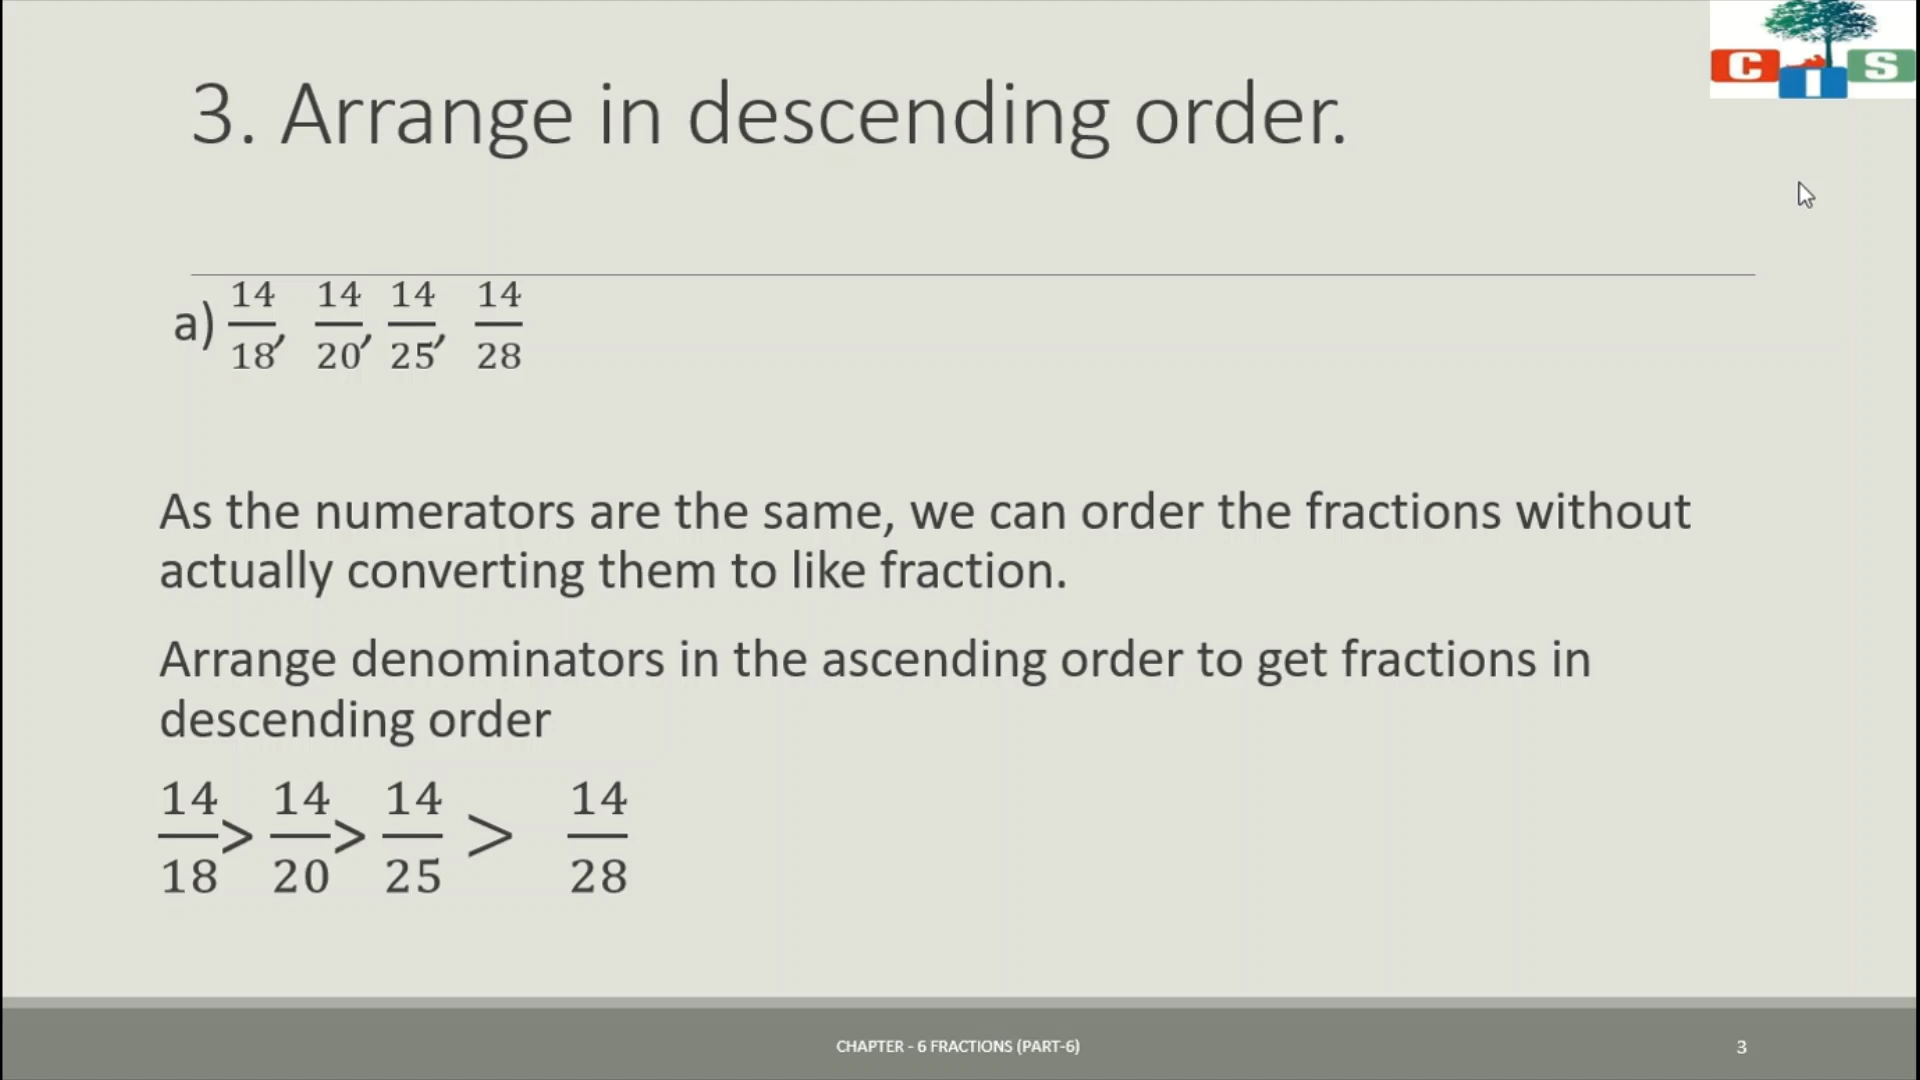 C I S
3. Arrange in descending order.
a) 14/18, 14/20, 14/25, 14/28
As the numerators are the same, we can order the fractions without
actually converting them to like fraction.
Arrange denominators in the ascending order to get fractions in
descending order
14/18 > 14/20 > 14/25 > 14/28
CHAPTER - 6 FRACTIONS (PART-6)
3